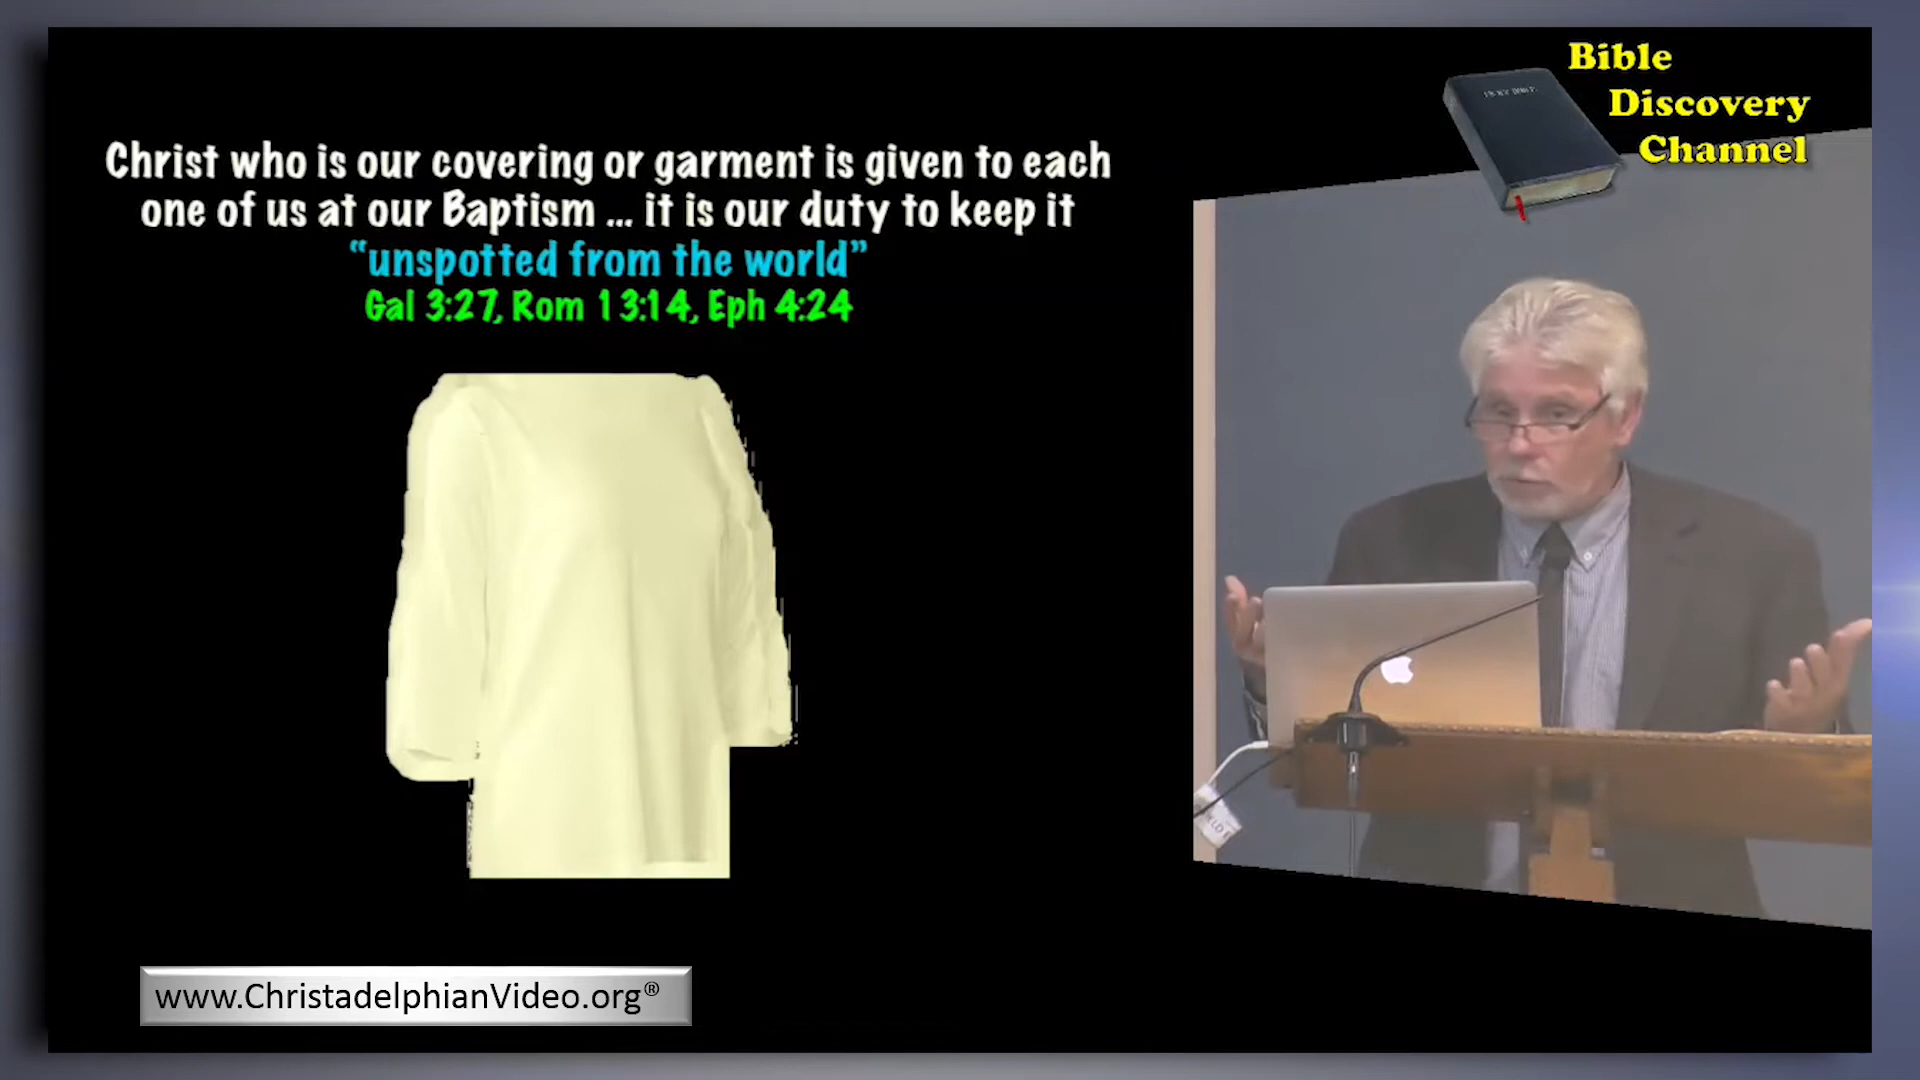 Bible
Discovery
Channel
HOLY BIBLE
Christ who is our covering or garment is given to each
one of us at our Baptism ... it is our duty to keep it
“unspotted from the world”
Gal 3:27, Rom 13:14, Eph 4:24
www.ChristadelphianVideo.org®